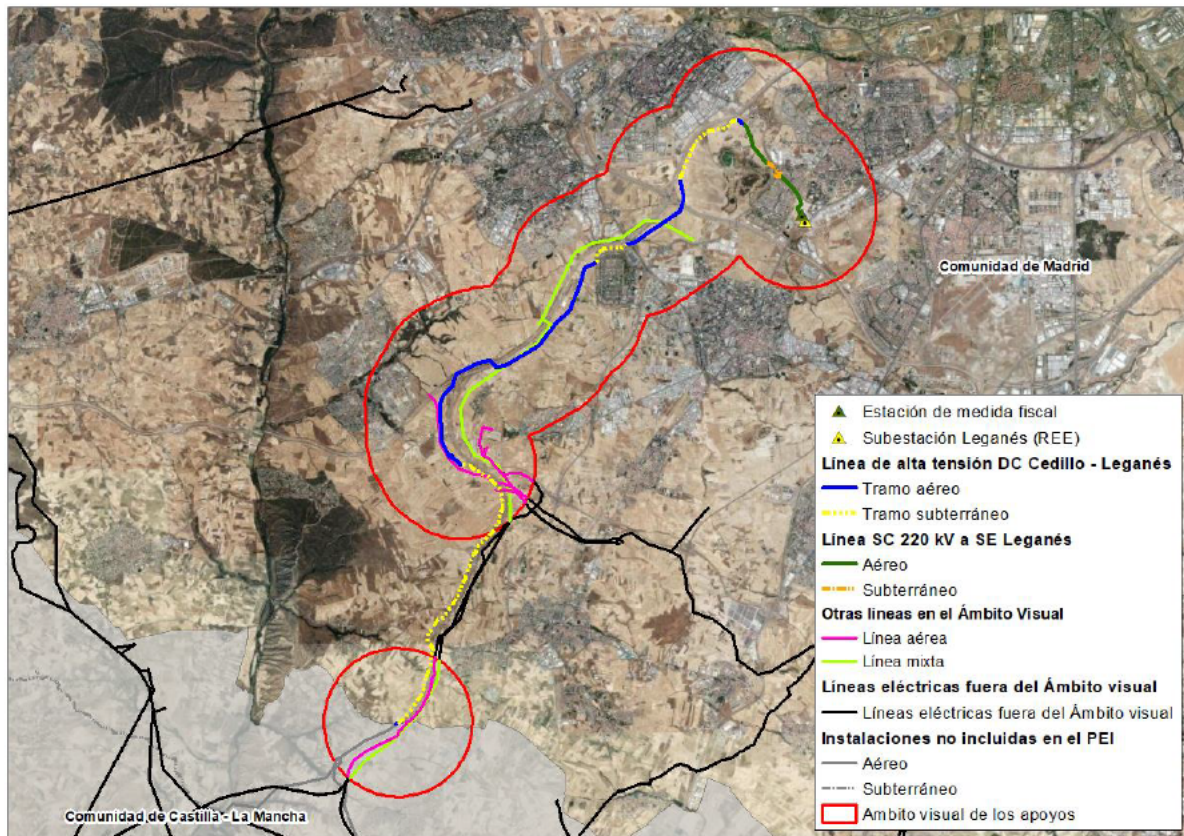 Comunidad de Madrid
Estación de medida fiscal
Subestación Leganés (REE)
Línea de alta tensión DC Cedillo - Leganés
Tramo aéreo
Tramo subterráneo
Línea SC 220 kV a SE Leganés
Aéreo
Subterráneo
Otras lineas en el Ámbito Visual
Línea aérea
Línea mixta
Líneas eléctricas fuera del Ámbito visual
Líneas eléctricas fuera del Ámbito visual
Instalaciones no incluidas en el PEI
Aéreo
Subterráneo
Ambito visual de los apoyos
Comunidad de Castilla - La Mancha